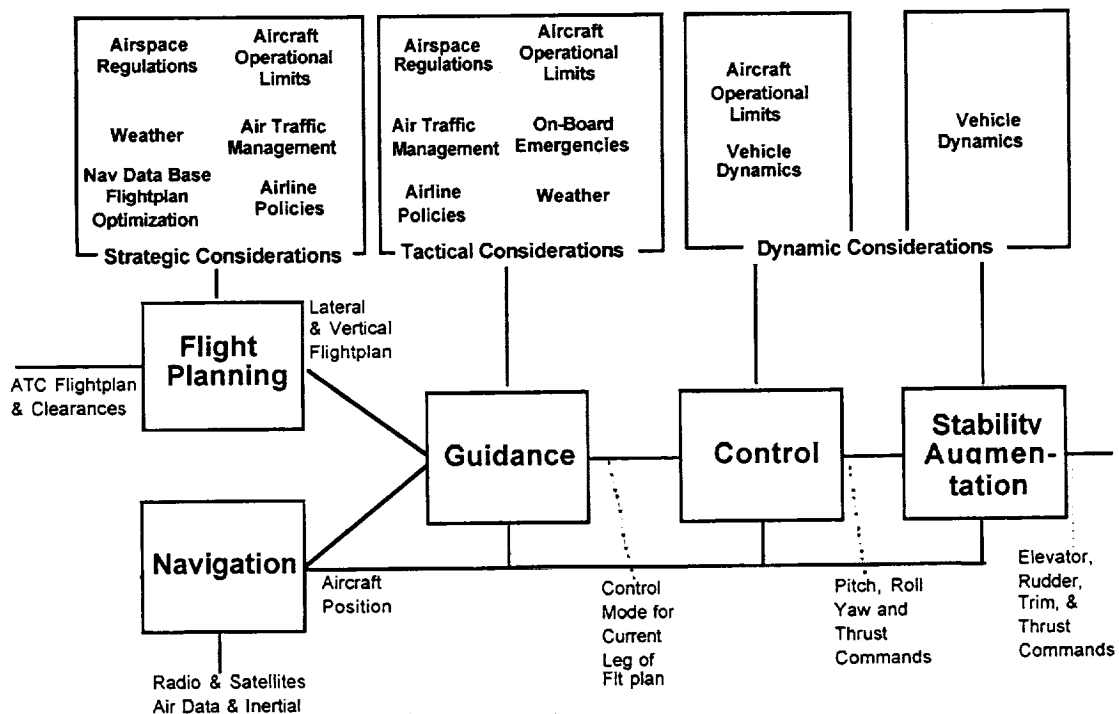 Airspace
Regulations
Aircraft
Operational
Limits
Weather
Air Traffic
Management
Nav Data Base
Flightplan
Optimization
Airline
Policies
Strategic Considerations
Airspace
Regulations
Aircraft
Operational
Limits
Air Traffic
Management
On-Board
Emergencies
Airline
Policies
Weather
Tactical Considerations
Aircraft
Operational
Limits
Vehicle
Dynamics
Vehicle
Dynamics
Dynamic Considerations
Flight
Planning
Lateral
& Vertical
Flightplan
ATC Flightplan
& Clearances
Guidance
Control
Stability
Augmen-
tation
Navigation
Aircraft
Position
Control
Mode for
Current
Leg of
Flt plan
Pitch, Roll
Yaw and
Thrust
Commands
Elevator,
Rudder,
Trim, &
Thrust
Commands
Radio & Satellites
Air Data & Inertial